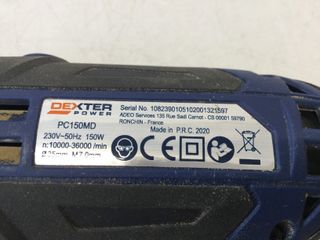 DEXTER
POWER
PC150MD
230V~50Hz 150W
n:10000-36000 /min
Serial No. 1082390105102001321597
ADEO Services 135 Rue Sadi Carnot - CS 00001 59790
RONCHIN - France
Made in P.R.C. 2020